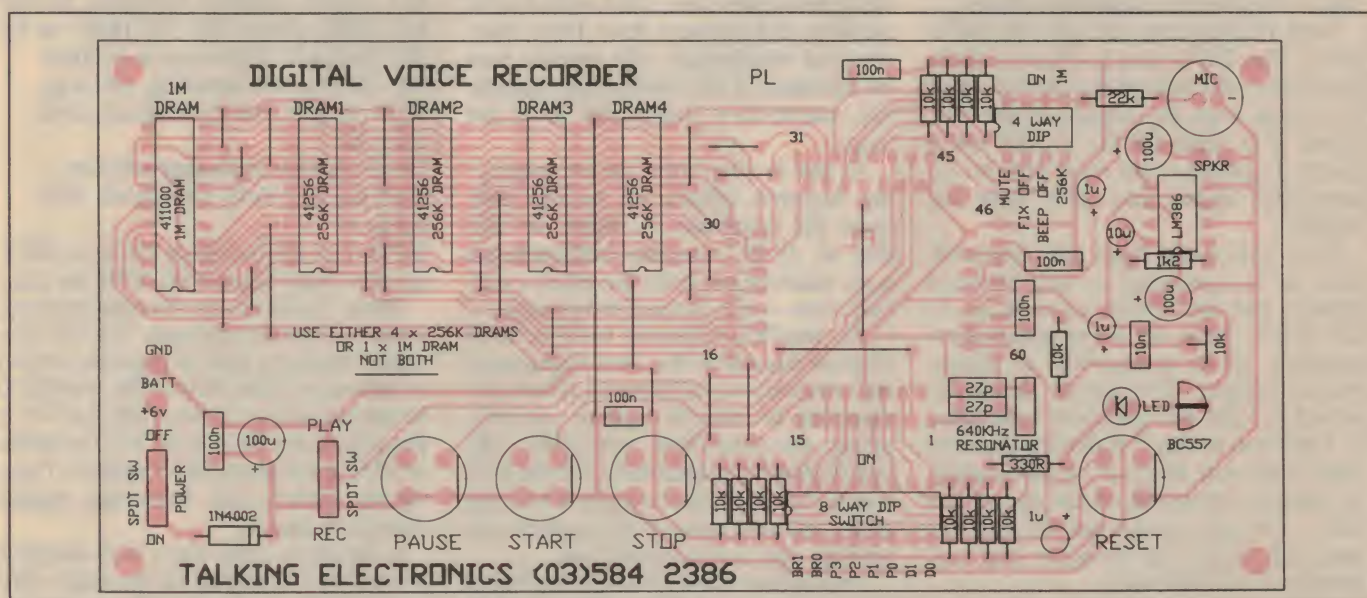 DIGITAL VOICE RECORDER
PL
1M
DRAM
DRAM1
DRAM2
DRAM3
DRAM4
411000
1M DRAM
41256
256K DRAM
41256
256K DRAM
41256
256K DRAM
41256
256K DRAM
31
30
16
15
1
45
46
60
100n
10k
10k
10k
10k
ON 1M
4 WAY
DIP
MUTE
FIX OFF
BEEP OFF
256K
22k
MIC
-
+
100u
SPKR
1u
+
10u
+
LM386
1k2
100n
100n
100u
+
1u
+
10n
10k
10k
USE EITHER 4 x 256K DRAMS
OR 1 x 1M DRAM
NOT BOTH
GND
BATT
+6v
OFF
SPDT SW
POWER
ON
100n
100u
+
1N4002
PLAY
SPDT SW
REC
PAUSE
START
STOP
100n
27p
27p
640KHz
RESONATOR
330R
LED
BC557
ON
10k
10k
10k
10k
8 WAY DIP
SWITCH
10k
10k
10k
10k
1u
+
RESET
BR1
BR0
P3
P2
P1
P0
D1
D0
TALKING ELECTRONICS (03)584 2386